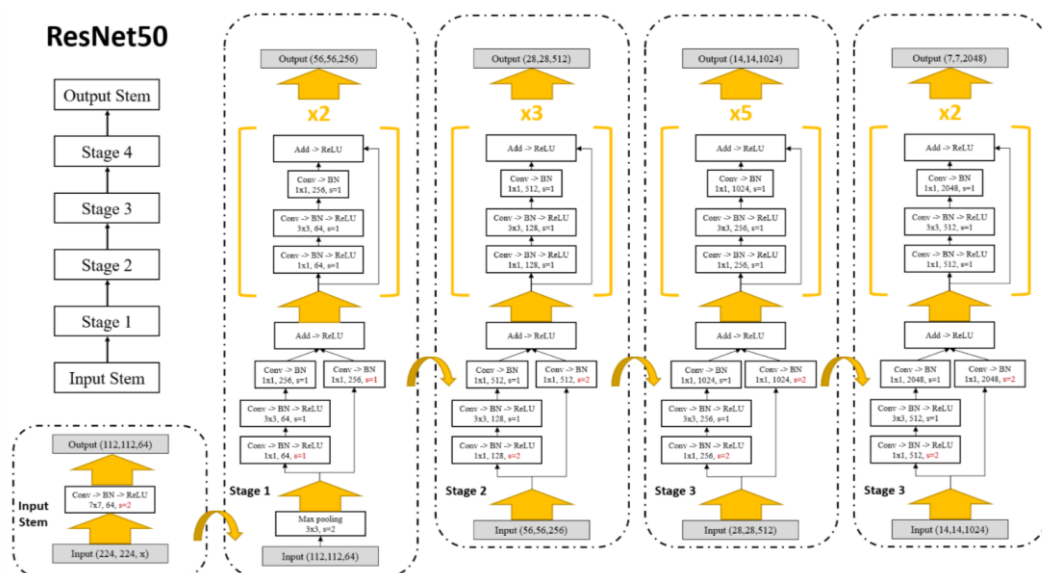 ResNet50
Output Stem
Stage 4
Stage 3
Stage 2
Stage 1
Input Stem
Output (112,112,64)
Conv -> BN -> ReLU
7x7, 64, s=2
Input
Stem
Input (224, 224, x)
Output (56,56,256)
x2
Add -> ReLU
Conv -> BN
1x1, 256, s=1
Conv -> BN -> ReLU
3x3, 64, s=1
Conv -> BN -> ReLU
1x1, 64, s=1
Add -> ReLU
Conv -> BN
1x1, 256, s=1
Conv -> BN
1x1, 256, s=1
Conv -> BN -> ReLU
3x3, 64, s=1
Conv -> BN -> ReLU
1x1, 64, s=1
Stage 1
Max pooling
3x3, s=2
Input (112,112,64)
Output (28,28,512)
x3
Add -> ReLU
Conv -> BN
1x1, 512, s=1
Conv -> BN -> ReLU
3x3, 128, s=1
Conv -> BN -> ReLU
1x1, 128, s=1
Add -> ReLU
Conv -> BN
1x1, 512, s=1
Conv -> BN
1x1, 512, s=2
Conv -> BN -> ReLU
3x3, 128, s=1
Conv -> BN -> ReLU
1x1, 128, s=2
Stage 2
Input (56,56,256)
Output (14,14,1024)
x5
Add -> ReLU
Conv -> BN
1x1, 1024, s=1
Conv -> BN -> ReLU
3x3, 256, s=1
Conv -> BN -> ReLU
1x1, 256, s=1
Add -> ReLU
Conv -> BN
1x1, 1024, s=1
Conv -> BN
1x1, 1024, s=2
Conv -> BN -> ReLU
3x3, 256, s=1
Conv -> BN -> ReLU
1x1, 256, s=2
Stage 3
Input (28,28,512)
Output (7,7,2048)
x2
Add -> ReLU
Conv -> BN
1x1, 2048, s=1
Conv -> BN -> ReLU
3x3, 512, s=1
Conv -> BN -> ReLU
1x1, 512, s=1
Add -> ReLU
Conv -> BN
1x1, 2048, s=1
Conv -> BN
1x1, 2048, s=2
Conv -> BN -> ReLU
3x3, 512, s=1
Conv -> BN -> ReLU
1x1, 512, s=2
Stage 3
Input (14,14,1024)